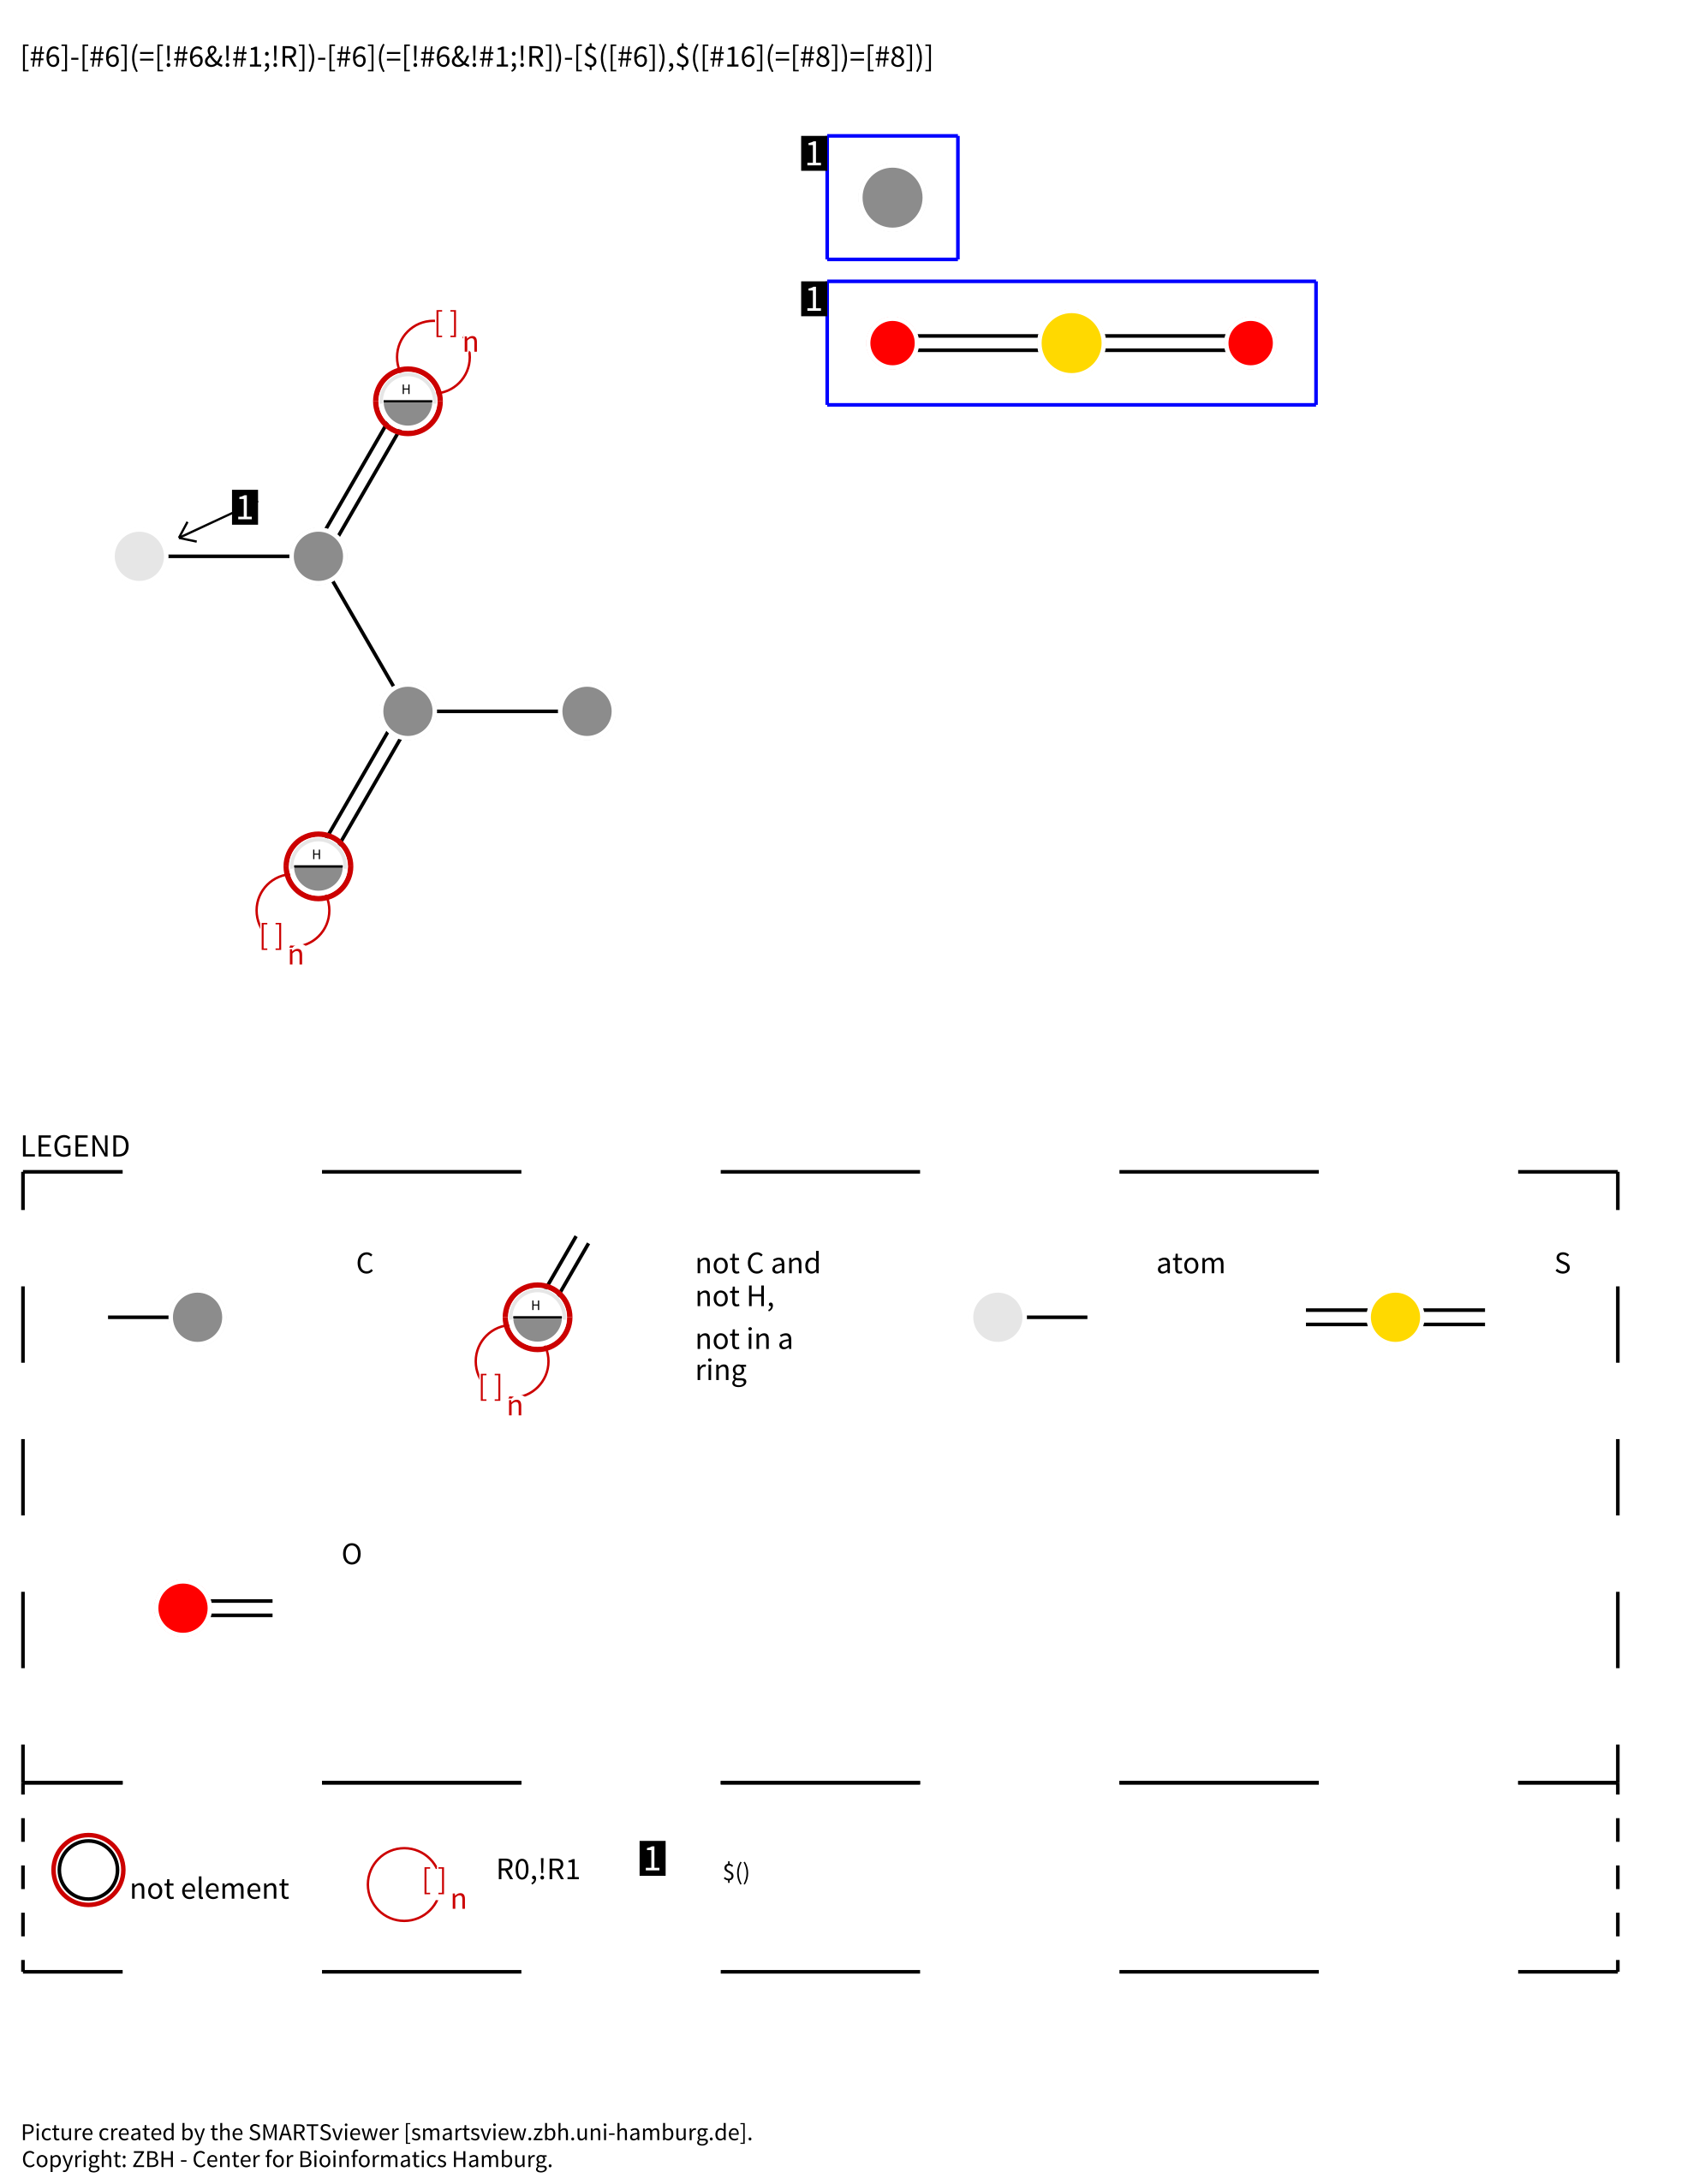 [#6]-[#6](=[!#6&!#1;!R])-[#6](=[!#6&!#1;!R])-[$([#6]),$([#16](=[#8])=[#8])]
1
1
[ ]n
H
1
H
[ ]n
LEGEND
C
not C and
not H,
not in a
ring
atom
S
H
[ ]n
O
not element
[ ]n
R0,!R1
1
$()
Picture created by the SMARTSviewer [smartsview.zbh.uni-hamburg.de].
Copyright: ZBH - Center for Bioinformatics Hamburg.